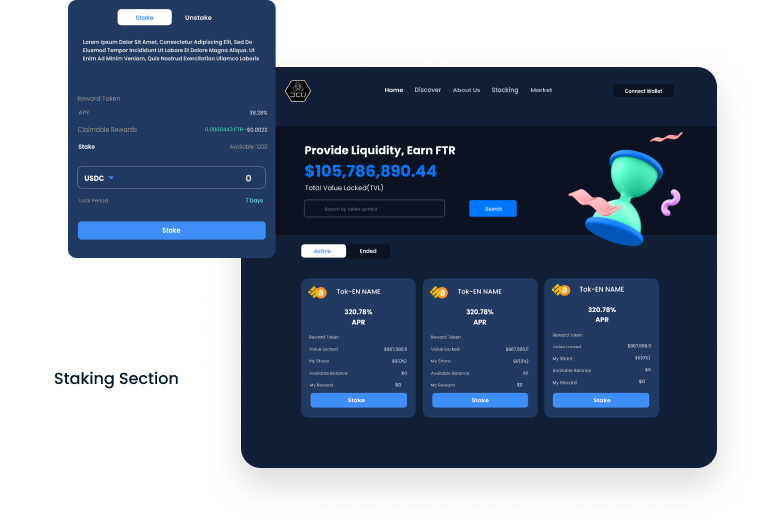 Stake Unstake
Lorem Ipsum Dolor Sit Amet, Consectetur Adipiscing Elit, Sed Do
Eiusmod Tempor Incididunt Ut Labore Et Dolore Magna Aliqua. Ut
Enim Ad Minim Veniam, Quis Nostrud Exercitation Ullamco Laboris
Reward Token
APY 38.28%
Claimable Rewards 0.0000443 FTR ~$0.0022
Stake Available: 1200
USDC 0
Lock Period 7 Days
Stake
Staking Section
Home Discover About Us Stacking Market Connect Wallet
Provide Liquidity, Earn FTR
$105,786,890.44
Total Value Locked(TVL)
Search by token symbol Search
Active Ended
Tok-EN NAME
320.78%
APR
Reward Token
Value Locked $867,566.11
My Share $0(0%)
Available Balance $0
My Reward $0
Stake
Tok-EN NAME
320.78%
APR
Reward Token
Value Locked $867,566.11
My Share $0(0%)
Available Balance $0
My Reward $0
Stake
Tok-EN NAME
320.78%
APR
Reward Token
Value Locked $867,566.11
My Share $0(0%)
Available Balance $0
My Reward $0
Stake